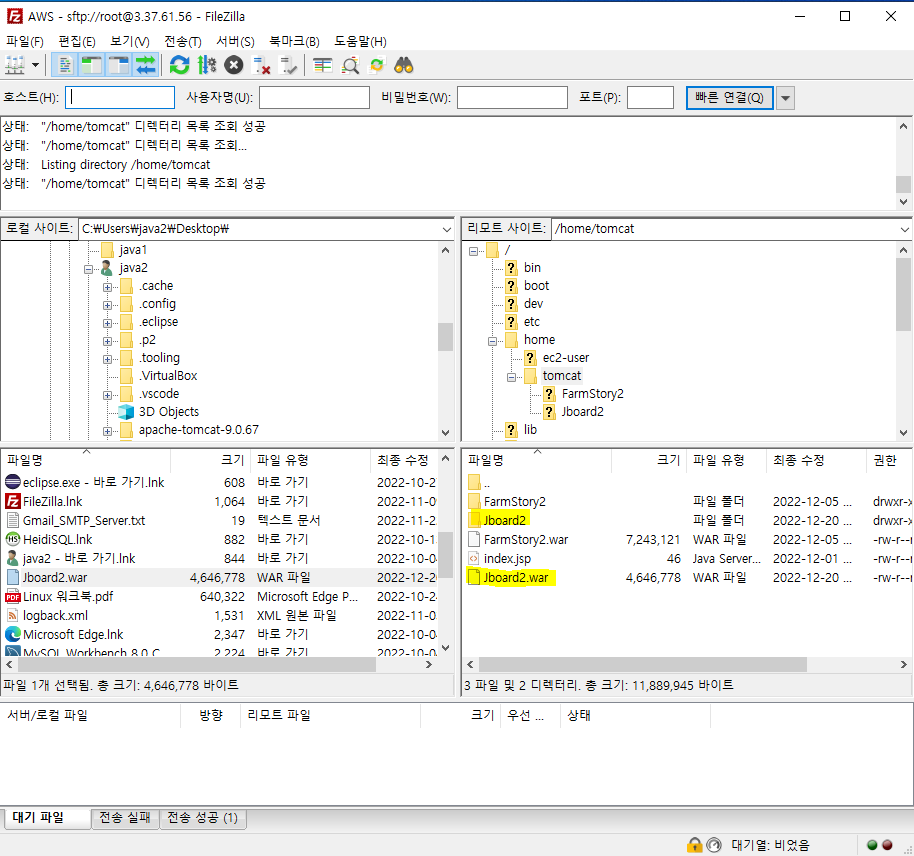 AWS - sftp://root@3.37.61.56 - FileZilla
파일(F) 편집(E) 보기(V) 전송(T) 서버(S) 북마크(B) 도움말(H)
호스트(H): 사용자명(U): 비밀번호(W): 포트(P): 빠른 연결(Q)
상태: "/home/tomcat" 디렉터리 목록 조회 성공
상태: "/home/tomcat" 디렉터리 목록 조회...
상태: Listing directory /home/tomcat
상태: "/home/tomcat" 디렉터리 목록 조회 성공
로컬 사이트: C:₩Users₩java2₩Desktop₩
java1
java2
.cache
.config
.eclipse
.p2
.tooling
.VirtualBox
.vscode
3D Objects
apache-tomcat-9.0.67
리모트 사이트: /home/tomcat
/
bin
boot
dev
etc
home
ec2-user
tomcat
FarmStory2
Jboard2
lib
파일명 크기 파일 유형 최종 수정
eclipse.exe - 바로 가기.lnk 608 바로 가기 2022-10-2
FileZilla.lnk 1,064 바로 가기 2022-11-0
Gmail_SMTP_Server.txt 19 텍스트 문서 2022-11-2
HeidiSQL.lnk 882 바로 가기 2022-10-1
java2 - 바로 가기.lnk 844 바로 가기 2022-10-0
Jboard2.war 4,646,778 WAR 파일 2022-12-20
Linux 워크북.pdf 640,322 Microsoft Edge P... 2022-10-2
logback.xml 1,531 XML 원본 파일 2022-11-0
Microsoft Edge.lnk 2,347 바로 가기 2022-10-0
MySQL Workbench 8.0 C 2,224 바로 가기 2022-10-0
파일 1개 선택됨. 총 크기: 4,646,778 바이트
파일명 크기 파일 유형 최종 수정 권한
..
FarmStory2 파일 폴더 2022-12-05 ... drwxr-x
Jboard2 파일 폴더 2022-12-20 ... drwxr-x
FarmStory2.war 7,243,121 WAR 파일 2022-12-05 ... -rw-r--r
index.jsp 46 Java Server... 2022-12-01 ... -rw-r--r
Jboard2.war 4,646,778 WAR 파일 2022-12-20 ... -rw-r--r
3 파일 및 2 디렉터리. 총 크기: 11,889,945 바이트
서버/로컬 파일 방향 리모트 파일 크기 우선 ... 상태
대기 파일 전송 실패 전송 성공 (1)
대기열: 비었음